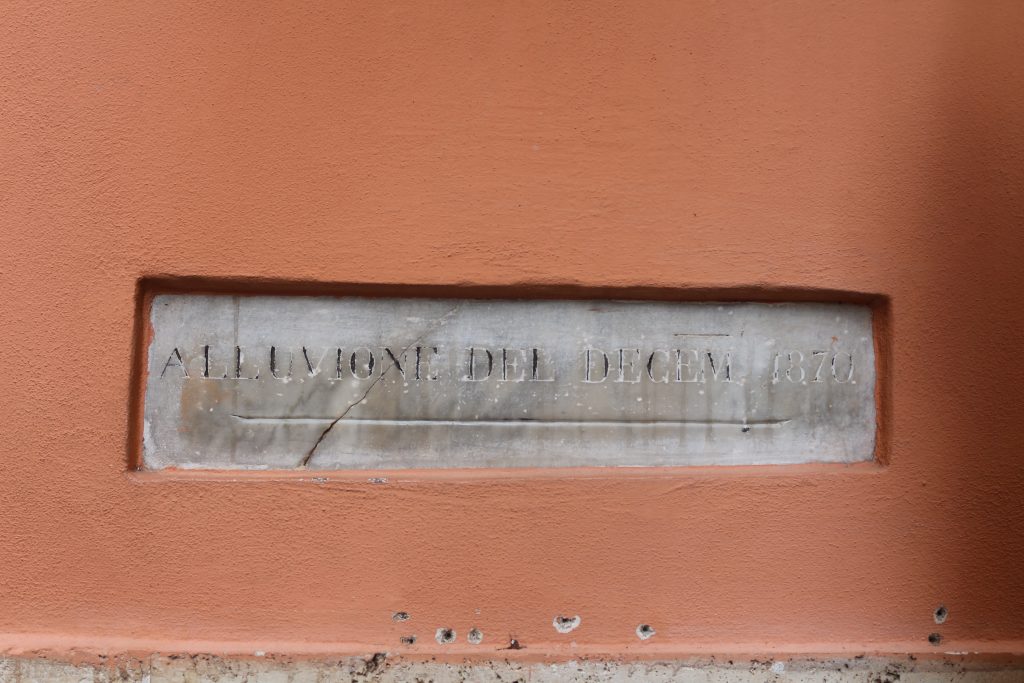 ALLUVIONE DEL DECEM̅ 1870